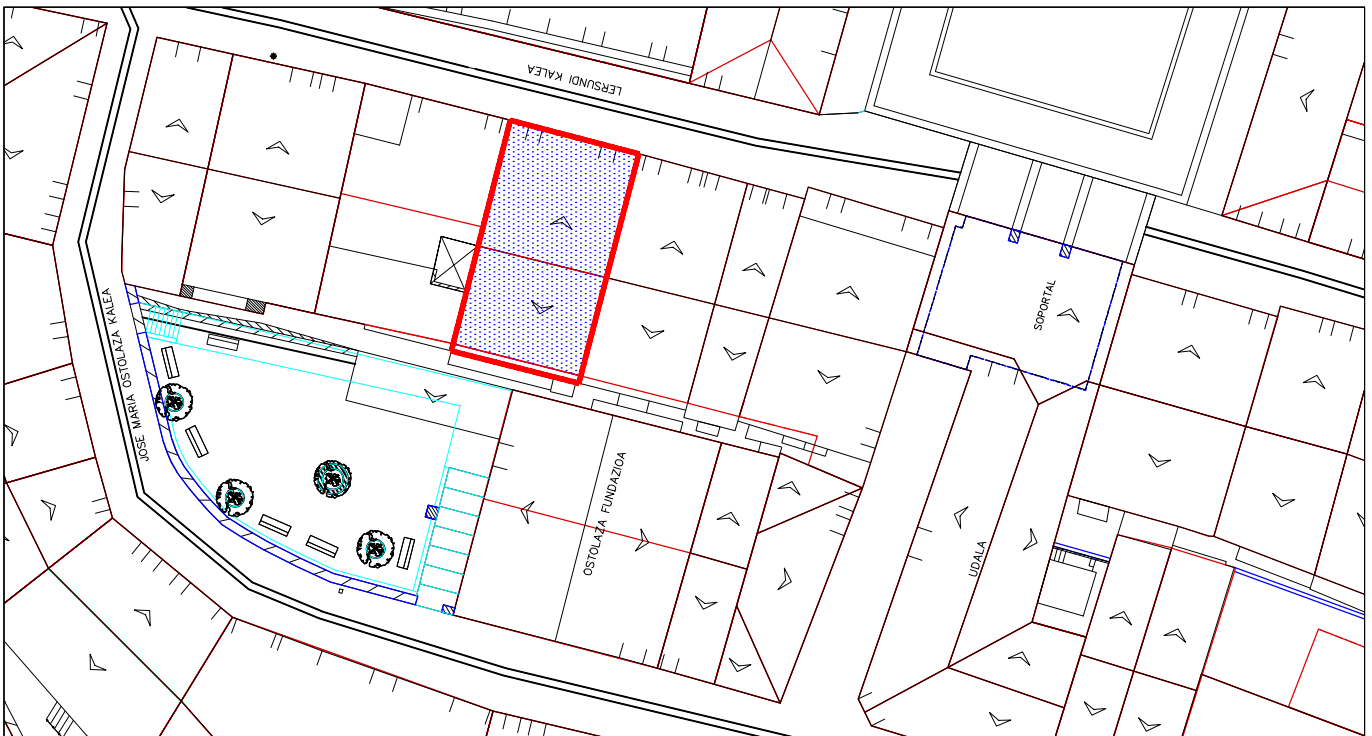 LERSUNDI KALEA
JOSE MARIA OSTOLAZA KALEA
SOPORTAL
OSTOLAZA FUNDAZIOA
UDALA